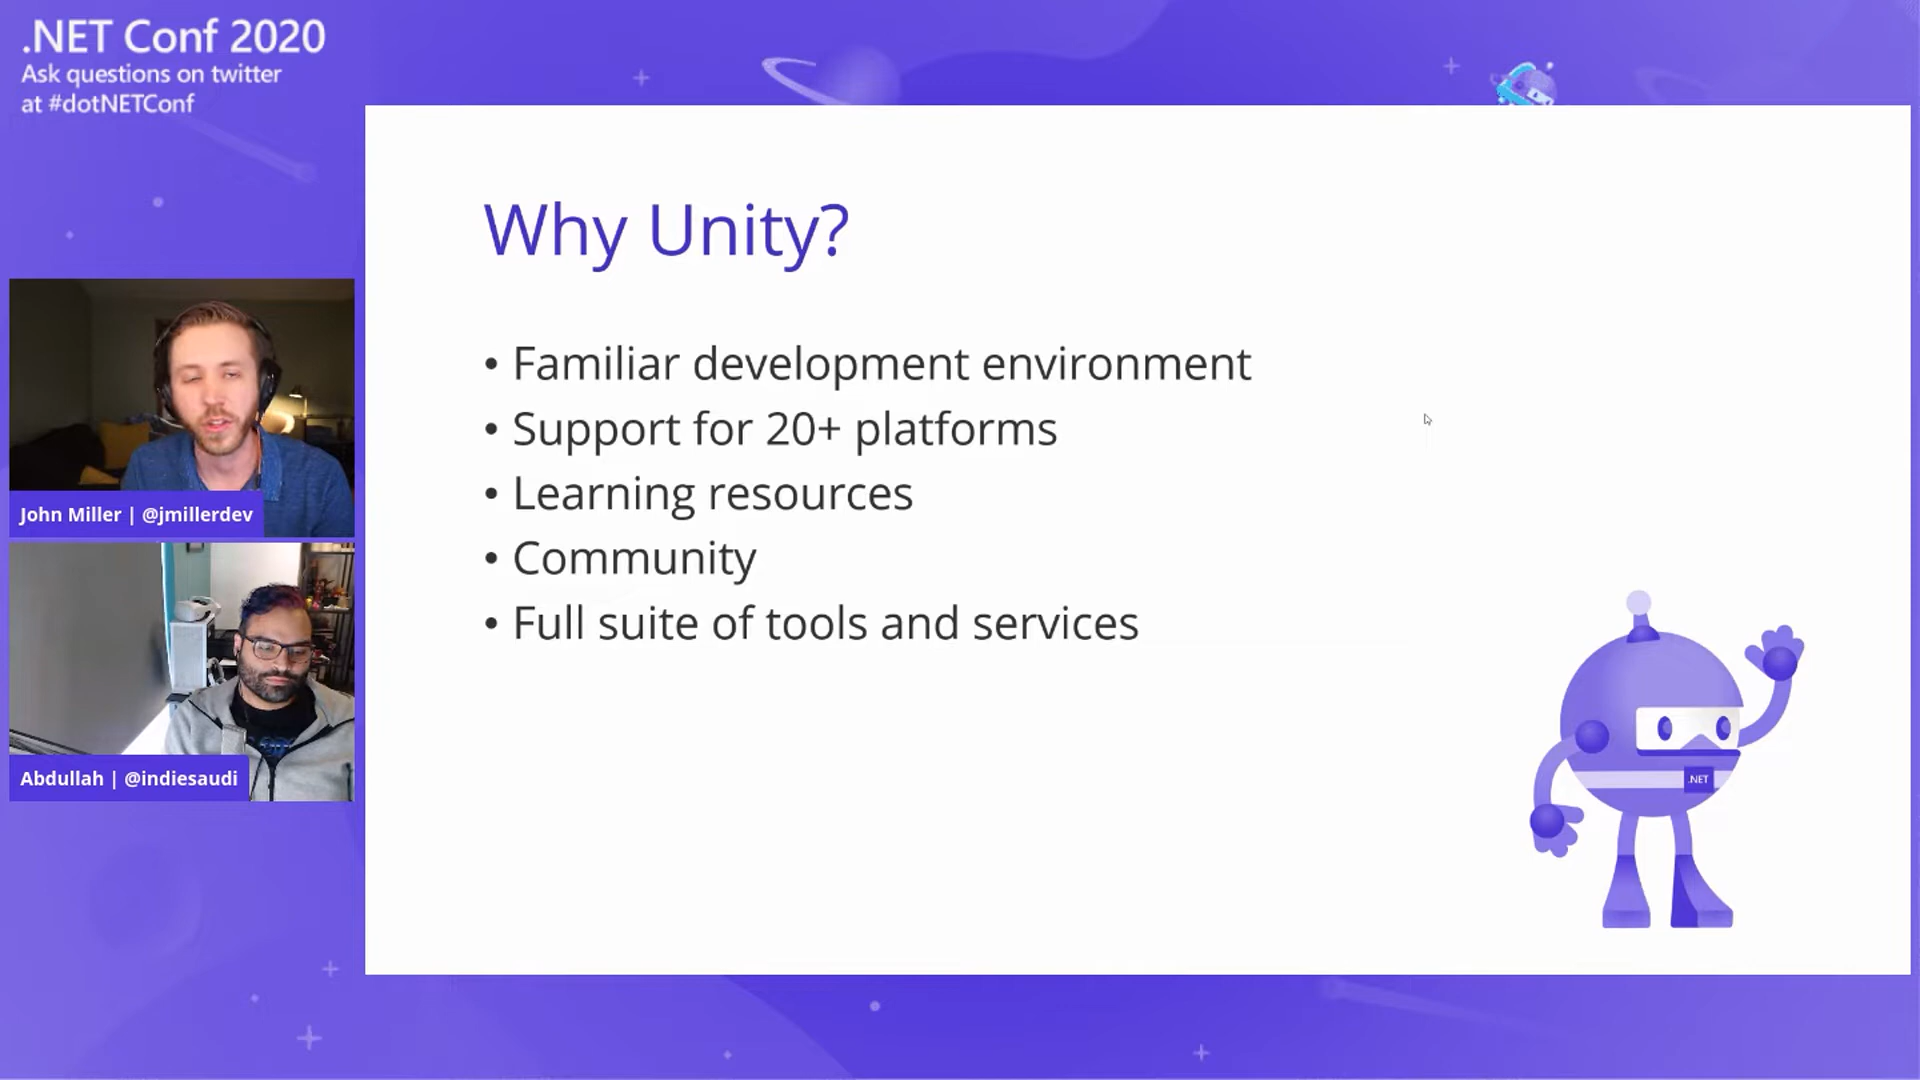 .NET Conf 2020
Ask questions on twitter
at #dotNETConf
Why Unity?
• Familiar development environment
• Support for 20+ platforms
• Learning resources
• Community
• Full suite of tools and services
John Miller | @jmillerdev
Abdullah | @indiesaudi
.NET